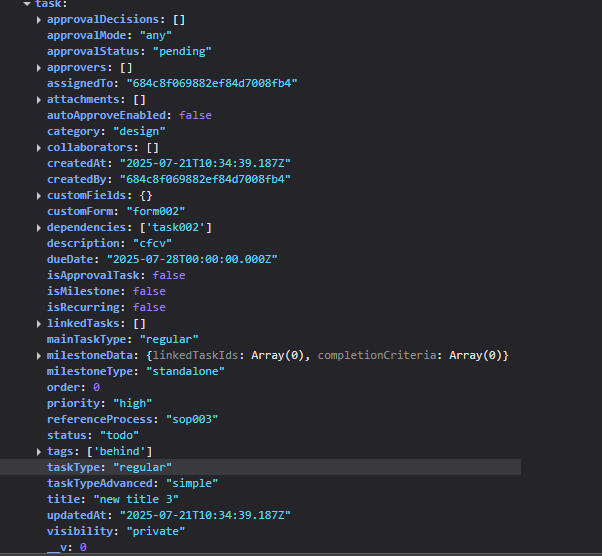 task:
approvalDecisions: []
approvalMode: "any"
approvalStatus: "pending"
approvers: []
assignedTo: "684c8f069882ef84d7008fb4"
attachments: []
autoApproveEnabled: false
category: "design"
collaborators: []
createdAt: "2025-07-21T10:34:39.187Z"
createdBy: "684c8f069882ef84d7008fb4"
customFields: {}
customForm: "form002"
dependencies: ['task002']
description: "cfcv"
dueDate: "2025-07-28T00:00:00.000Z"
isApprovalTask: false
isMilestone: false
isRecurring: false
linkedTasks: []
mainTaskType: "regular"
milestoneData: {linkedTaskIds: Array(0), completionCriteria: Array(0)}
milestoneType: "standalone"
order: 0
priority: "high"
referenceProcess: "sop003"
status: "todo"
tags: ['behind']
taskType: "regular"
taskTypeAdvanced: "simple"
title: "new title 3"
updatedAt: "2025-07-21T10:34:39.187Z"
visibility: "private"
__v: 0